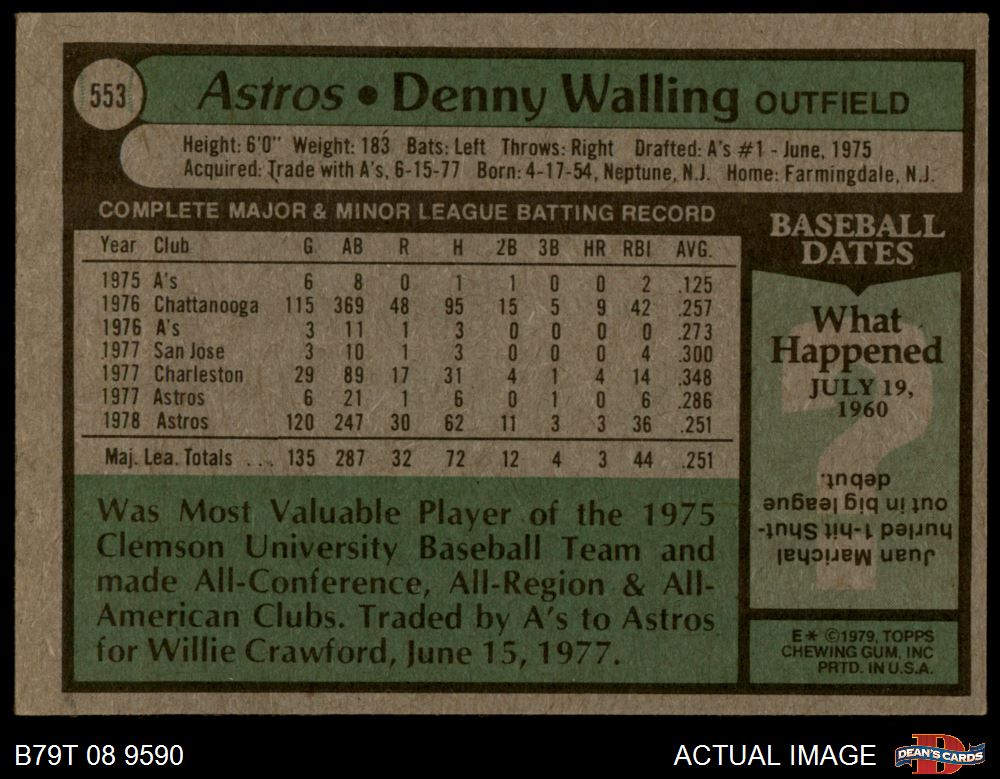 553
Astros • Denny Walling OUTFIELD
Height: 6'0" Weight: 183 Bats: Left Throws: Right Drafted: A's #1 - June, 1975
Acquired: Trade with A's, 6-15-77 Born: 4-17-54, Neptune, N.J. Home: Farmingdale, N.J.
COMPLETE MAJOR & MINOR LEAGUE BATTING RECORD
Year Club G. AB R H 2B 3B HR RBI AVG.
1975 A's 6 8 0 1 1 0 0 2 .125
1976 Chattanooga 115 369 48 95 15 5 9 42 .257
1976 A's 3 11 1 3 0 0 0 0 .273
1977 San Jose 3 10 1 3 0 0 0 4 .300
1977 Charleston 29 89 17 31 4 1 4 14 .348
1977 Astros 6 21 1 6 0 1 0 6 .286
1978 Astros 120 247 30 62 11 3 3 36 .251
Maj. Lea. Totals ... 135 287 32 72 12 4 3 44 .251
Was Most Valuable Player of the 1975
Clemson University Baseball Team and
made All-Conference, All-Region & All-
American Clubs. Traded by A's to Astros
for Willie Crawford, June 15, 1977.
BASEBALL
DATES
What
Happened
JULY 19,
1960
Juan Marichal
hurled 1-hit Shut-
out in big league
debut.
E* ©1979, TOPPS
CHEWING GUM, INC
PRTD. IN U.S.A.
B79T 08 9590
ACTUAL IMAGE
DEAN'S CARDS